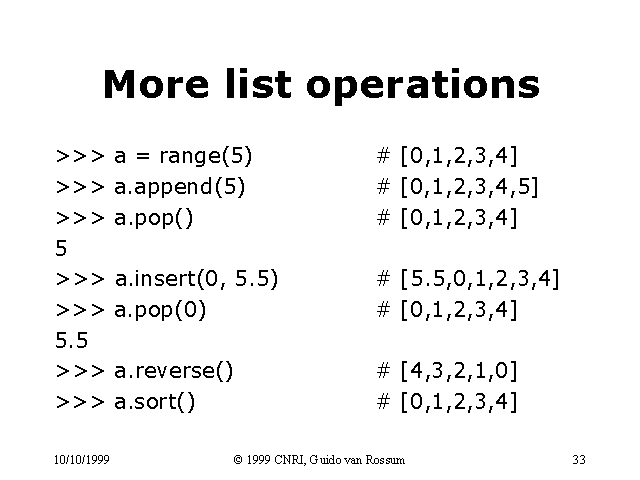 More list operations
>>> a = range(5) # [0,1,2,3,4]
>>> a.append(5) # [0,1,2,3,4,5]
>>> a.pop() # [0,1,2,3,4]
5
>>> a.insert(0, 5.5) # [5.5,0,1,2,3,4]
>>> a.pop(0) # [0,1,2,3,4]
5.5
>>> a.reverse() # [4,3,2,1,0]
>>> a.sort() # [0,1,2,3,4]
10/10/1999 © 1999 CNRI, Guido van Rossum 33